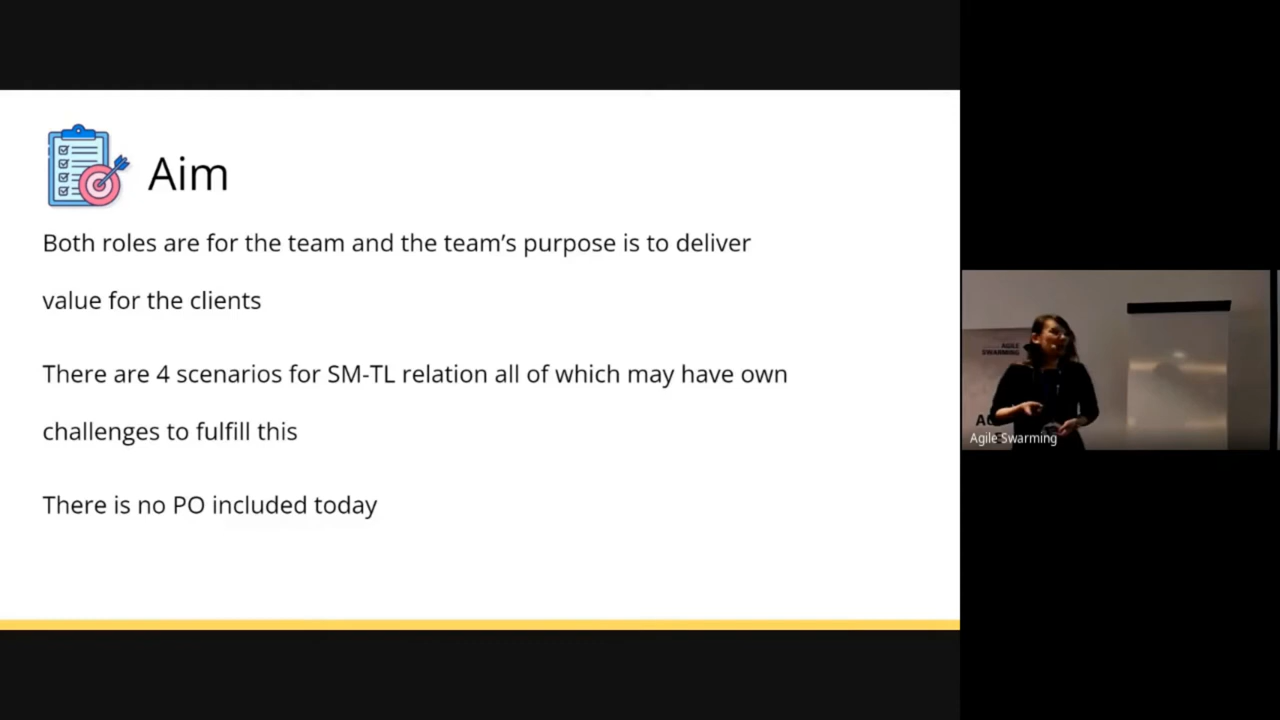 Aim
Both roles are for the team and the team's purpose is to deliver
value for the clients
There are 4 scenarios for SM-TL relation all of which may have own
challenges to fulfill this
There is no PO included today
AGILE
SWARMING
Agile Swarming